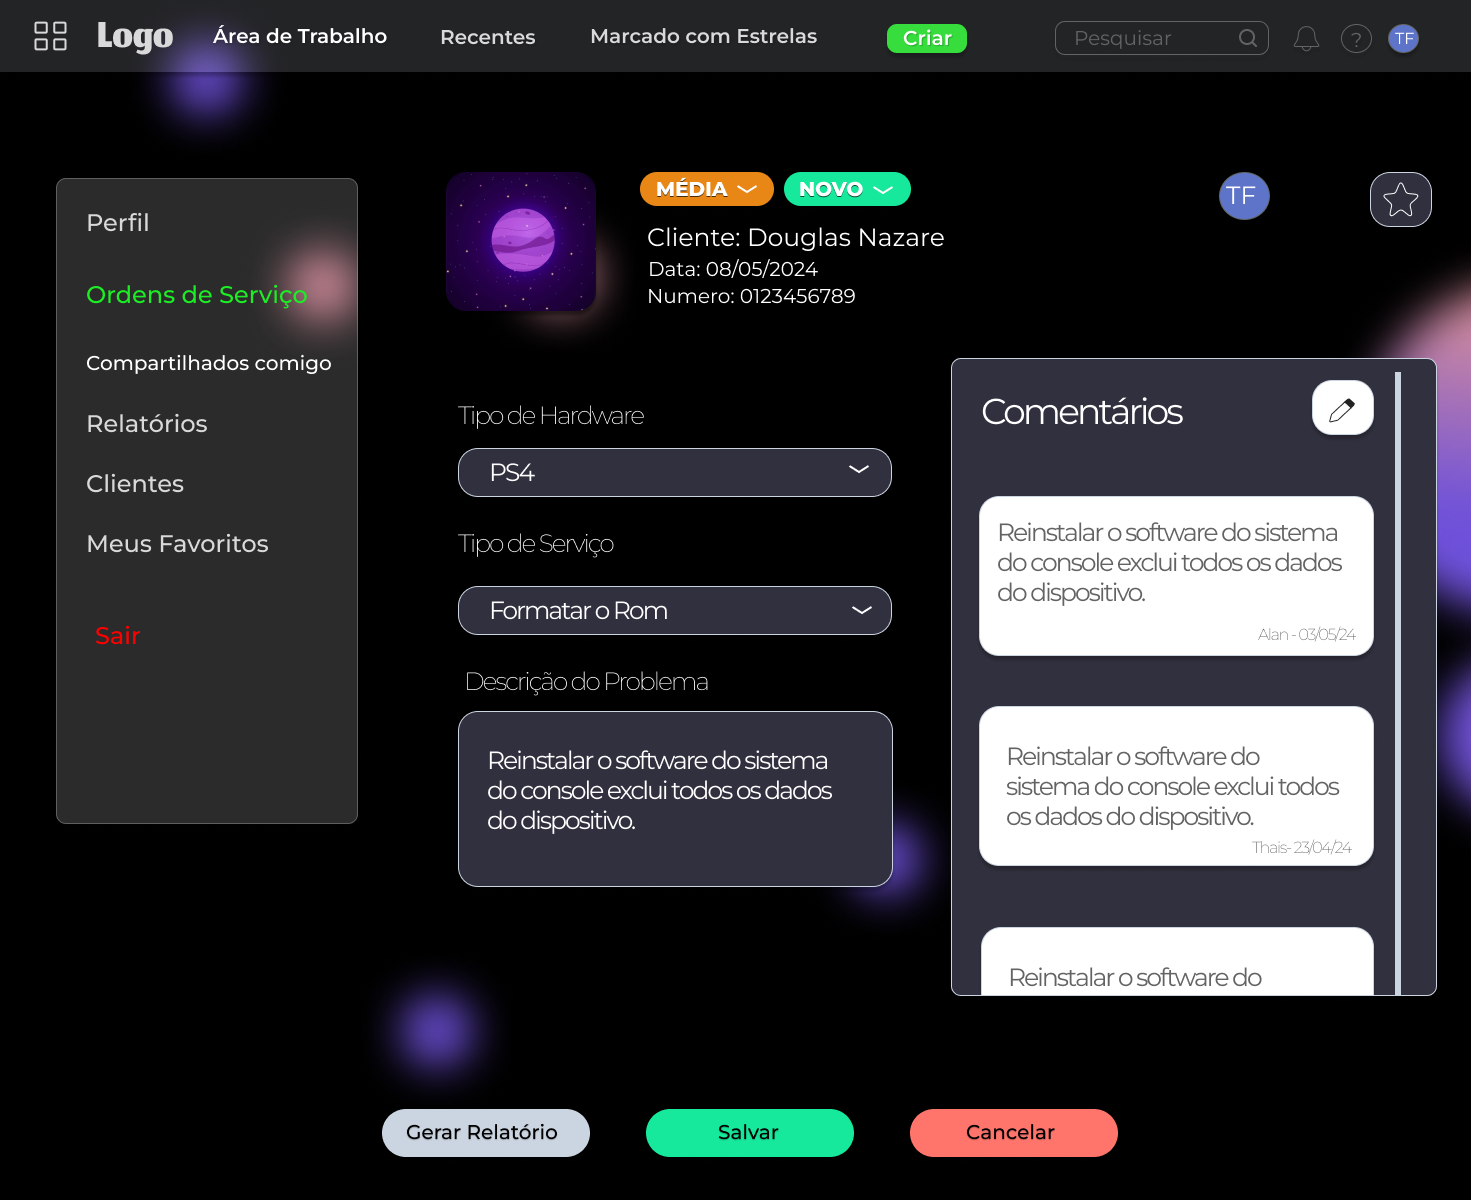 Logo
Área de Trabalho
Recentes
Marcado com Estrelas
Criar
Pesquisar
?
TF
Perfil
Ordens de Serviço
Compartilhados comigo
Relatórios
Clientes
Meus Favoritos
Sair
MÉDIA
NOVO
Cliente: Douglas Nazare
Data: 08/05/2024
Numero: 0123456789
TF
Tipo de Hardware
PS4
Tipo de Serviço
Formatar o Rom
Descrição do Problema
Reinstalar o software do sistema
do console exclui todos os dados
do dispositivo.
Comentários
Reinstalar o software do sistema
do console exclui todos os dados
do dispositivo.
Alan - 03/05/24
Reinstalar o software do
sistema do console exclui todos
os dados do dispositivo.
Thais- 23/04/24
Reinstalar o software do
Gerar Relatório
Salvar
Cancelar